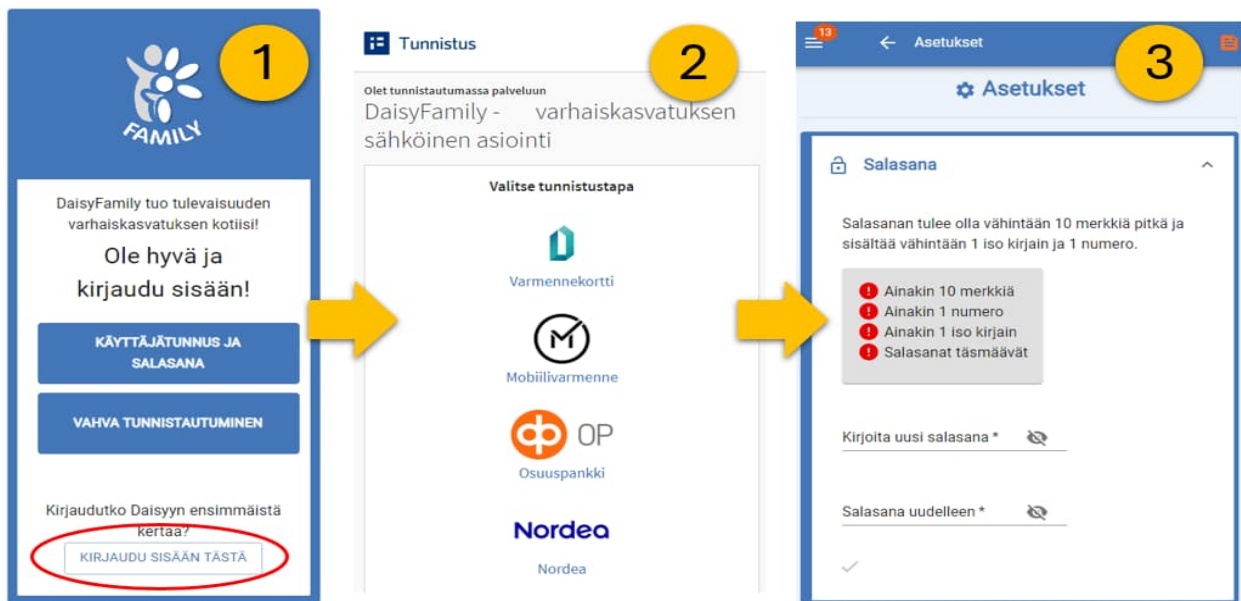 1
FAMILY
DaisyFamily tuo tulevaisuuden
varhaiskasvatuksen kotiisi!
Ole hyvä ja
kirjaudu sisään!
KÄYTTÄJÄTUNNUS JA
SALASANA
VAHVA TUNNISTAUTUMINEN
Kirjaudutko Daisyyn ensimmäistä
kertaa?
KIRJAUDU SISÄÄN TÄSTÄ
Tunnistus
2
Olet tunnistautumassa palveluun
DaisyFamily - varhaiskasvatuksen
sähköinen asiointi
Valitse tunnistustapa
Varmennekortti
Mobiilivarmenne
OP
Osuuspankki
Nordea
Nordea
13
Asetukset
3
Asetukset
Salasana
Salasanan tulee olla vähintään 10 merkkiä pitkä ja
sisältää vähintään 1 iso kirjain ja 1 numero.
Ainakin 10 merkkiä
Ainakin 1 numero
Ainakin 1 iso kirjain
Salasanat täsmäävät
Kirjoita uusi salasana *
Salasana uudelleen *